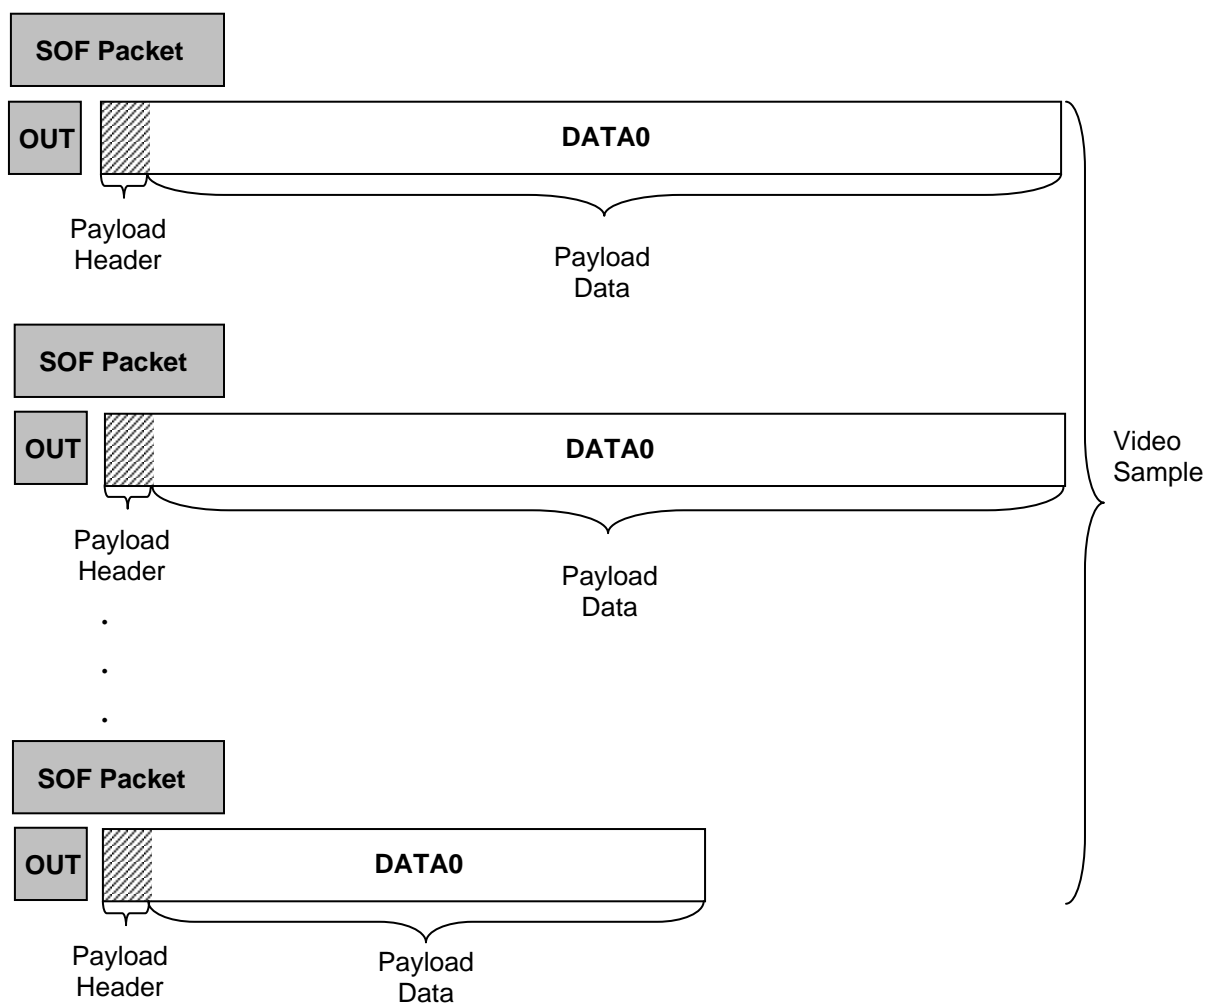 SOF Packet
OUT
DATA0
Payload
Header
Payload
Data
SOF Packet
OUT
DATA0
Video
Sample
Payload
Header
Payload
Data
.
.
.
SOF Packet
OUT
DATA0
Payload
Header
Payload
Data